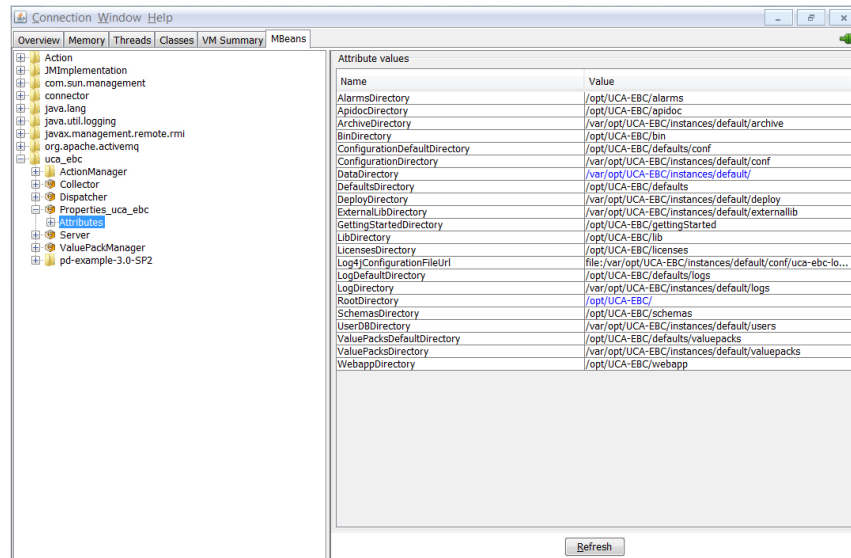 Connection Window Help
Overview Memory Threads Classes VM Summary MBeans
Action
JMImplementation
com.sun.management
connector
java.lang
java.util.logging
javax.management.remote.rmi
org.apache.activemq
uca_ebc
ActionManager
Collector
Dispatcher
Properties_uca_ebc
Attributes
Server
ValuePackManager
pd-example-3.0-SP2
Attribute values
Name Value
AlarmsDirectory /opt/UCA-EBC/alarms
ApidocDirectory /opt/UCA-EBC/apidoc
ArchiveDirectory /var/opt/UCA-EBC/instances/default/archive
BinDirectory /opt/UCA-EBC/bin
ConfigurationDefaultDirectory /opt/UCA-EBC/defaults/conf
ConfigurationDirectory /var/opt/UCA-EBC/instances/default/conf
DataDirectory /var/opt/UCA-EBC/instances/default/
DefaultsDirectory /opt/UCA-EBC/defaults
DeployDirectory /var/opt/UCA-EBC/instances/default/deploy
ExternalLibDirectory /var/opt/UCA-EBC/instances/default/externallib
GettingStartedDirectory /opt/UCA-EBC/gettingStarted
LibDirectory /opt/UCA-EBC/lib
LicensesDirectory /opt/UCA-EBC/licenses
Log4jConfigurationFileUrl file:/var/opt/UCA-EBC/instances/default/conf/uca-ebc-lo...
LogDefaultDirectory /opt/UCA-EBC/defaults/logs
LogDirectory /var/opt/UCA-EBC/instances/default/logs
RootDirectory /opt/UCA-EBC/
SchemasDirectory /opt/UCA-EBC/schemas
UserDBDirectory /var/opt/UCA-EBC/instances/default/users
ValuePacksDefaultDirectory /opt/UCA-EBC/defaults/valuepacks
ValuePacksDirectory /var/opt/UCA-EBC/instances/default/valuepacks
WebappDirectory /opt/UCA-EBC/webapp
Refresh